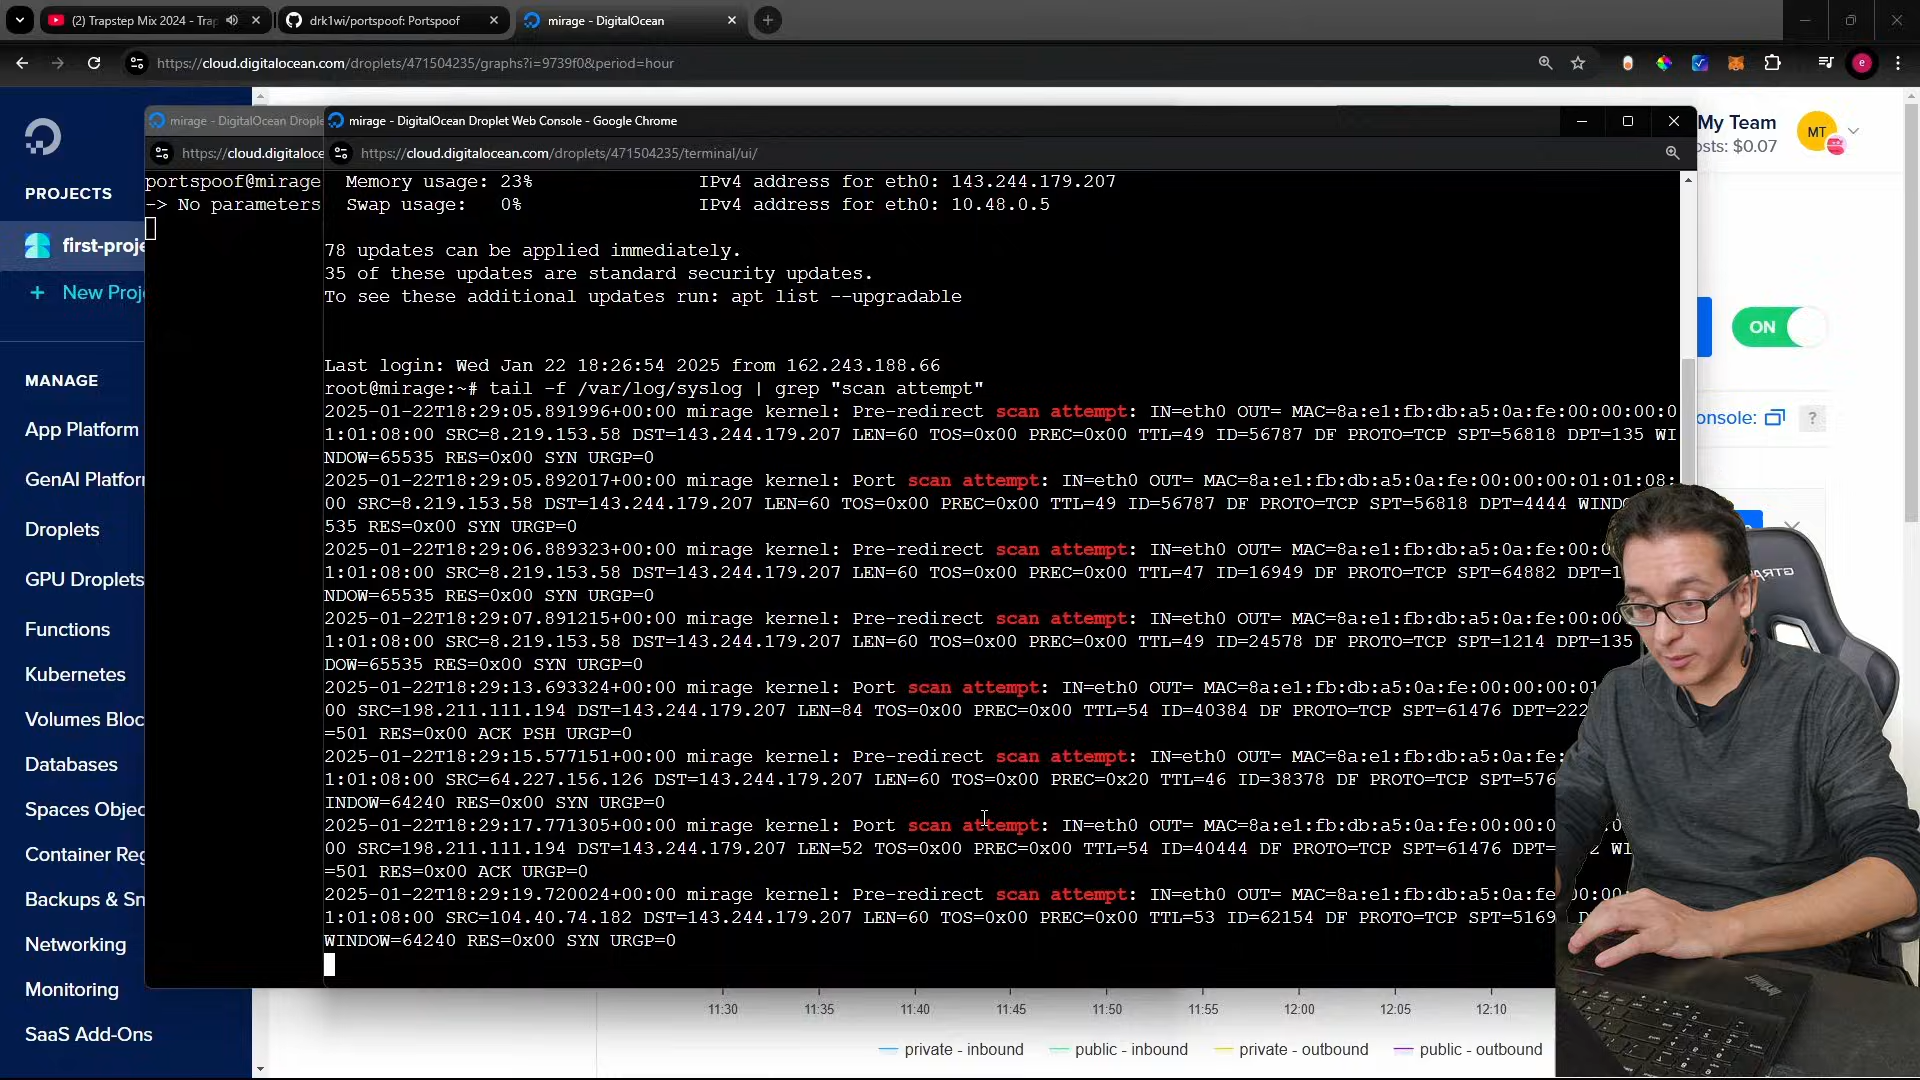 (2) Trapstep Mix 2024 - Trap
drk1wi/portspoof: Portspoof
mirage - DigitalOcean
https://cloud.digitalocean.com/droplets/471504235/graphs?i=9739f0&period=hour
e
PROJECTS
first-proje
+ New Proj
MANAGE
App Platform
GenAI Platforn
Droplets
GPU Droplets
Functions
Kubernetes
Volumes Bloc
Databases
Spaces Objec
Container Reg
Backups & Sn
Networking
Monitoring
SaaS Add-Ons
mirage - DigitalOcean Drople
https://cloud.digitaloce
portspoof@mirage
-> No parameters
mirage - DigitalOcean Droplet Web Console - Google Chrome
https://cloud.digitalocean.com/droplets/471504235/terminal/ui/
Memory usage: 23% IPv4 address for eth0: 143.244.179.207
Swap usage: 0% IPv4 address for eth0: 10.48.0.5
78 updates can be applied immediately.
35 of these updates are standard security updates.
To see these additional updates run: apt list --upgradable
Last login: Wed Jan 22 18:26:54 2025 from 162.243.188.66
root@mirage:~# tail -f /var/log/syslog | grep "scan attempt"
2025-01-22T18:29:05.891996+00:00 mirage kernel: Pre-redirect scan attempt: IN=eth0 OUT= MAC=8a:e1:fb:db:a5:0a:fe:00:00:00:0
1:01:08:00 SRC=8.219.153.58 DST=143.244.179.207 LEN=60 TOS=0x00 PREC=0x00 TTL=49 ID=56787 DF PROTO=TCP SPT=56818 DPT=135 WI
NDOW=65535 RES=0x00 SYN URGP=0
2025-01-22T18:29:05.892017+00:00 mirage kernel: Port scan attempt: IN=eth0 OUT= MAC=8a:e1:fb:db:a5:0a:fe:00:00:00:01:01:08:
00 SRC=8.219.153.58 DST=143.244.179.207 LEN=60 TOS=0x00 PREC=0x00 TTL=49 ID=56787 DF PROTO=TCP SPT=56818 DPT=4444 WINDO
535 RES=0x00 SYN URGP=0
2025-01-22T18:29:06.889323+00:00 mirage kernel: Pre-redirect scan attempt: IN=eth0 OUT= MAC=8a:e1:fb:db:a5:0a:fe:00:00:0
1:01:08:00 SRC=8.219.153.58 DST=143.244.179.207 LEN=60 TOS=0x00 PREC=0x00 TTL=47 ID=16949 DF PROTO=TCP SPT=64882 DPT=1
NDOW=65535 RES=0x00 SYN URGP=0
2025-01-22T18:29:07.891215+00:00 mirage kernel: Pre-redirect scan attempt: IN=eth0 OUT= MAC=8a:e1:fb:db:a5:0a:fe:00:00:0
1:01:08:00 SRC=8.219.153.58 DST=143.244.179.207 LEN=60 TOS=0x00 PREC=0x00 TTL=49 ID=24578 DF PROTO=TCP SPT=1214 DPT=135
DOW=65535 RES=0x00 SYN URGP=0
2025-01-22T18:29:13.693324+00:00 mirage kernel: Port scan attempt: IN=eth0 OUT= MAC=8a:e1:fb:db:a5:0a:fe:00:00:00:01
00 SRC=198.211.111.194 DST=143.244.179.207 LEN=84 TOS=0x00 PREC=0x00 TTL=54 ID=40384 DF PROTO=TCP SPT=61476 DPT=222
=501 RES=0x00 ACK PSH URGP=0
2025-01-22T18:29:15.577151+00:00 mirage kernel: Pre-redirect scan attempt: IN=eth0 OUT= MAC=8a:e1:fb:db:a5:0a:fe:
1:01:08:00 SRC=64.227.156.126 DST=143.244.179.207 LEN=60 TOS=0x00 PREC=0x20 TTL=46 ID=38378 DF PROTO=TCP SPT=576
INDOW=64240 RES=0x00 SYN URGP=0
2025-01-22T18:29:17.771305+00:00 mirage kernel: Port scan attempt: IN=eth0 OUT= MAC=8a:e1:fb:db:a5:0a:fe:00:00:0
00 SRC=198.211.111.194 DST=143.244.179.207 LEN=52 TOS=0x00 PREC=0x00 TTL=54 ID=40444 DF PROTO=TCP SPT=61476 DPT= 2 WI
=501 RES=0x00 ACK URGP=0
2025-01-22T18:29:19.720024+00:00 mirage kernel: Pre-redirect scan attempt: IN=eth0 OUT= MAC=8a:e1:fb:db:a5:0a:fe:00:00:
1:01:08:00 SRC=104.40.74.182 DST=143.244.179.207 LEN=60 TOS=0x00 PREC=0x00 TTL=53 ID=62154 DF PROTO=TCP SPT=5169
WINDOW=64240 RES=0x00 SYN URGP=0
My Team
osts: $0.07
MT
ON
onsole:
?
GTRA
11:30 11:35 11:40 11:45 11:50 11:55 12:00 12:05 12:10
private - inbound public - inbound private - outbound public - outbound